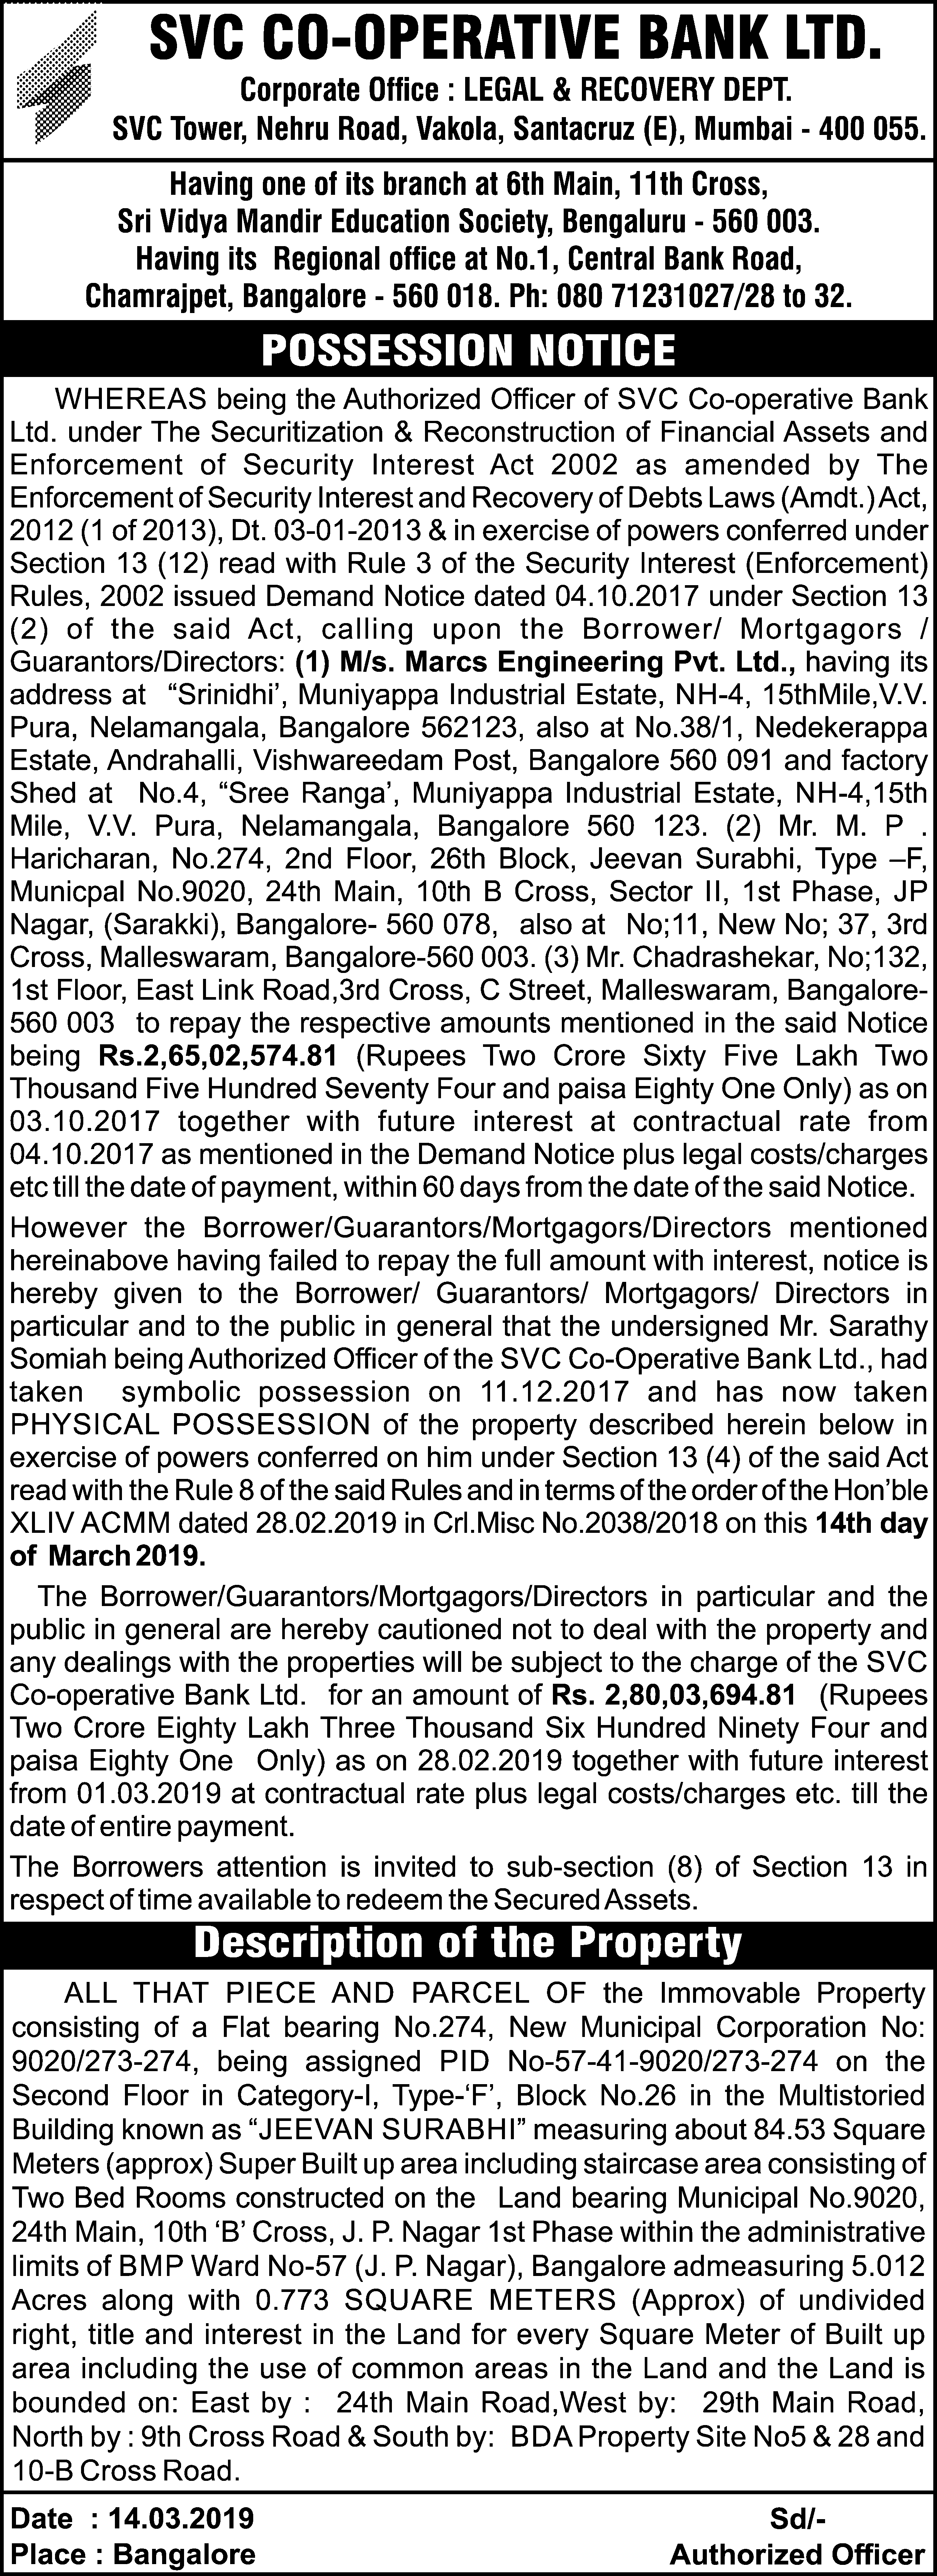 SVC CO-OPERATIVE BANK LTD.
Corporate Office : LEGAL & RECOVERY DEPT.
SVC Tower, Nehru Road, Vakola, Santacruz (E), Mumbai - 400 055.
Having one of its branch at 6th Main, 11th Cross,
Sri Vidya Mandir Education Society, Bengaluru - 560 003.
Having its Regional office at No.1, Central Bank Road,
Chamrajpet, Bangalore - 560 018. Ph: 080 71231027/28 to 32.
POSSESSION NOTICE
WHEREAS being the Authorized Officer of SVC Co-operative Bank
Ltd. under The Securitization & Reconstruction of Financial Assets and
Enforcement of Security Interest Act 2002 as amended by The
Enforcement of Security Interest and Recovery of Debts Laws (Amdt.) Act,
2012 (1 of 2013), Dt. 03-01-2013 & in exercise of powers conferred under
Section 13 (12) read with Rule 3 of the Security Interest (Enforcement)
Rules, 2002 issued Demand Notice dated 04.10.2017 under Section 13
(2) of the said Act, calling upon the Borrower/ Mortgagors /
Guarantors/Directors: (1) M/s. Marcs Engineering Pvt. Ltd., having its
address at “Srinidhi’, Muniyappa Industrial Estate, NH-4, 15thMile,V.V.
Pura, Nelamangala, Bangalore 562123, also at No.38/1, Nedekerappa
Estate, Andrahalli, Vishwareedam Post, Bangalore 560 091 and factory
Shed at No.4, “Sree Ranga’, Muniyappa Industrial Estate, NH-4,15th
Mile, V.V. Pura, Nelamangala, Bangalore 560 123. (2) Mr. M. P .
Haricharan, No.274, 2nd Floor, 26th Block, Jeevan Surabhi, Type –F,
Municpal No.9020, 24th Main, 10th B Cross, Sector II, 1st Phase, JP
Nagar, (Sarakki), Bangalore- 560 078, also at No;11, New No; 37, 3rd
Cross, Malleswaram, Bangalore-560 003. (3) Mr. Chadrashekar, No;132,
1st Floor, East Link Road,3rd Cross, C Street, Malleswaram, Bangalore-
560 003 to repay the respective amounts mentioned in the said Notice
being Rs.2,65,02,574.81 (Rupees Two Crore Sixty Five Lakh Two
Thousand Five Hundred Seventy Four and paisa Eighty One Only) as on
03.10.2017 together with future interest at contractual rate from
04.10.2017 as mentioned in the Demand Notice plus legal costs/charges
etc till the date of payment, within 60 days from the date of the said Notice.
However the Borrower/Guarantors/Mortgagors/Directors mentioned
hereinabove having failed to repay the full amount with interest, notice is
hereby given to the Borrower/ Guarantors/ Mortgagors/ Directors in
particular and to the public in general that the undersigned Mr. Sarathy
Somiah being Authorized Officer of the SVC Co-Operative Bank Ltd., had
taken symbolic possession on 11.12.2017 and has now taken
PHYSICAL POSSESSION of the property described herein below in
exercise of powers conferred on him under Section 13 (4) of the said Act
read with the Rule 8 of the said Rules and in terms of the order of the Hon’ble
XLIV ACMM dated 28.02.2019 in Crl.Misc No.2038/2018 on this 14th day
of March 2019.
The Borrower/Guarantors/Mortgagors/Directors in particular and the
public in general are hereby cautioned not to deal with the property and
any dealings with the properties will be subject to the charge of the SVC
Co-operative Bank Ltd. for an amount of Rs. 2,80,03,694.81 (Rupees
Two Crore Eighty Lakh Three Thousand Six Hundred Ninety Four and
paisa Eighty One Only) as on 28.02.2019 together with future interest
from 01.03.2019 at contractual rate plus legal costs/charges etc. till the
date of entire payment.
The Borrowers attention is invited to sub-section (8) of Section 13 in
respect of time available to redeem the Secured Assets.
Description of the Property
ALL THAT PIECE AND PARCEL OF the Immovable Property
consisting of a Flat bearing No.274, New Municipal Corporation No:
9020/273-274, being assigned PID No-57-41-9020/273-274 on the
Second Floor in Category-I, Type-‘F’, Block No.26 in the Multistoried
Building known as “JEEVAN SURABHI” measuring about 84.53 Square
Meters (approx) Super Built up area including staircase area consisting of
Two Bed Rooms constructed on the Land bearing Municipal No.9020,
24th Main, 10th ‘B’ Cross, J. P. Nagar 1st Phase within the administrative
limits of BMP Ward No-57 (J. P. Nagar), Bangalore admeasuring 5.012
Acres along with 0.773 SQUARE METERS (Approx) of undivided
right, title and interest in the Land for every Square Meter of Built up
area including the use of common areas in the Land and the Land is
bounded on: East by : 24th Main Road,West by: 29th Main Road,
North by : 9th Cross Road & South by: BDA Property Site No5 & 28 and
10-B Cross Road.
Date : 14.03.2019 Sd/-
Place : Bangalore Authorized Officer